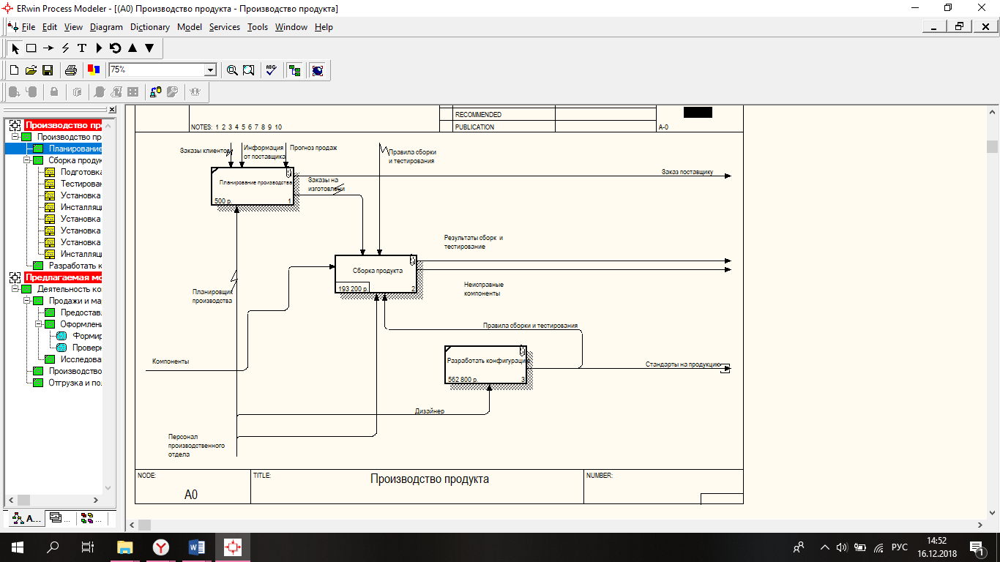 ERwin Process Modeler - [(A0) Производство продукта - Производство продукта]
File Edit View Diagram Dictionary Model Services Tools Window Help
75%
Производство про
Производство пр
Планирование
Сборка продук
Подготовка
Тестирован
Установка
Инсталляц
Установка
Установка
Установка
Инсталляц
Разработать к
Предлагаемая мо
Деятельность ко
Продажи и мар
Предостав
Оформлени
Формир
Проверк
Исследова
Производство
Отгрузка и пол
A...
NOTES: 1 2 3 4 5 6 7 8 9 10
RECOMMENDED
PUBLICATION
A-0
Заказы клиентов
Информация
от поставщика
Прогноз продаж
Правила сборки
и тестирования
Планирование производства
500 р. 1
Заказы на
изготовлени
Заказ поставщику
Результаты сборк и
тестирование
Сборка продукта
193 200 р. 2
Неисправные
компоненты
Планировщик
производства
Правила сборки и тестирования
Компоненты
Разработать конфигурацию
562 800 р. 3
Стандарты на продукцию
Дизайнер
Персонал
производственного
отдела
NODE:
A0
TITLE:
Производство продукта
NUMBER:
РУС
14:52
16.12.2018
1